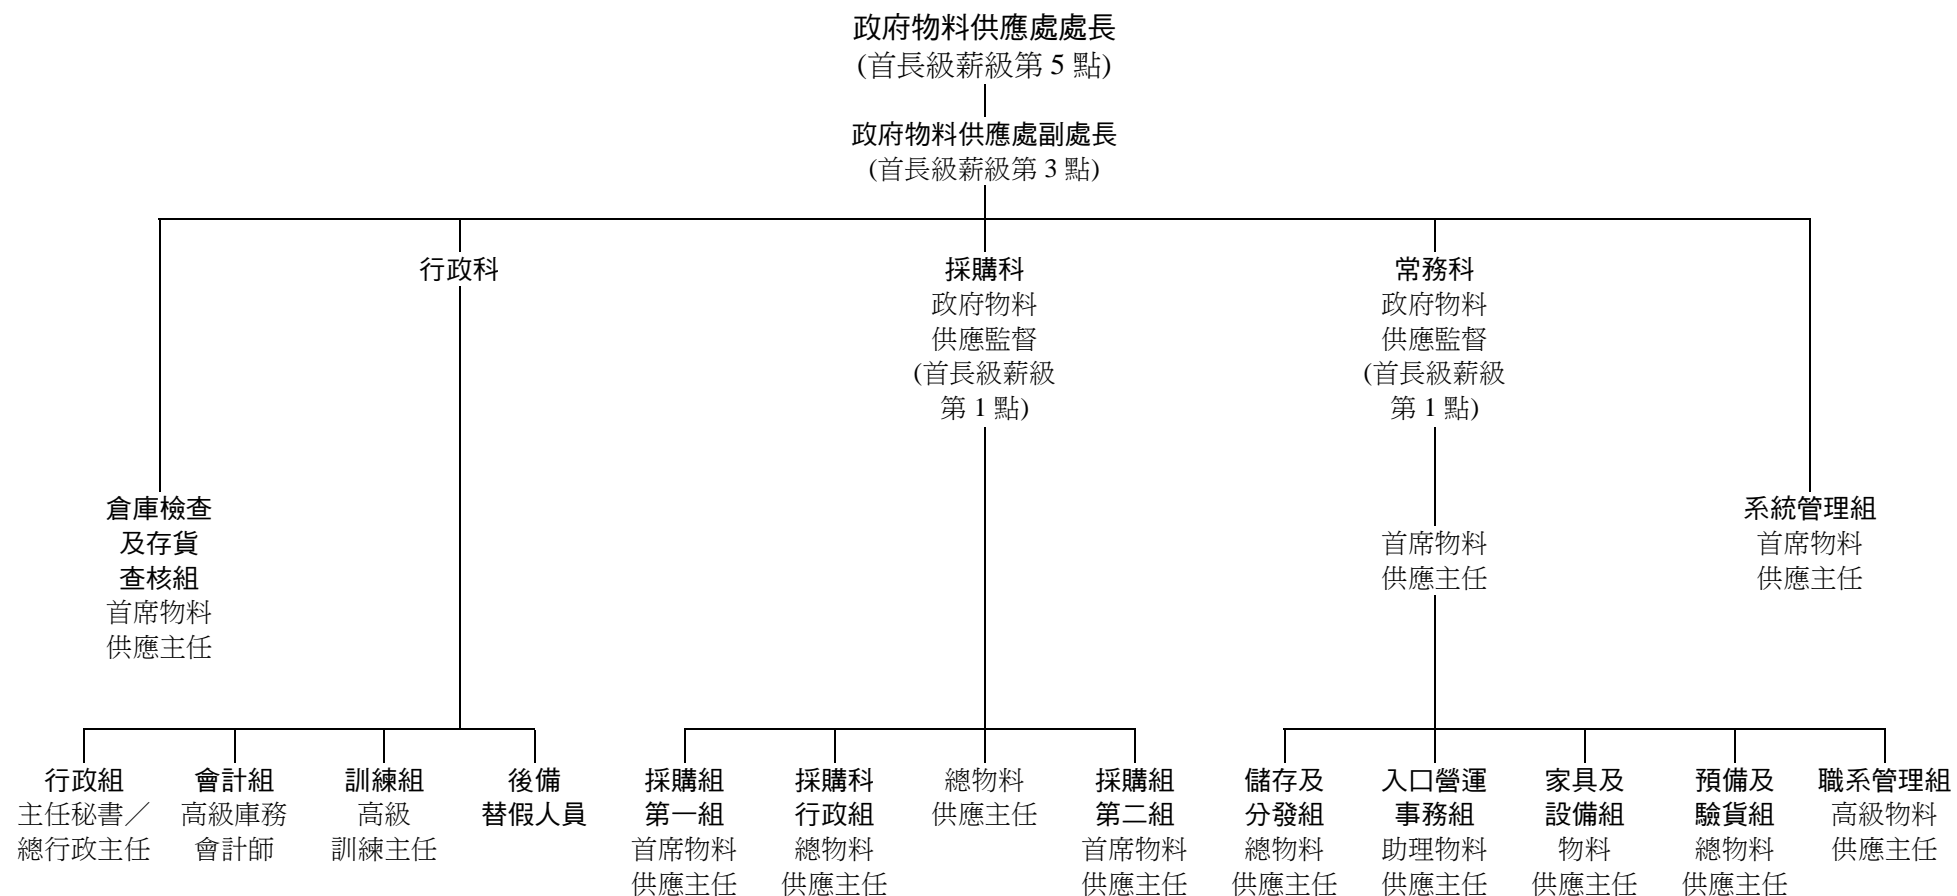 政府物料供應處處長
(首長級薪級第 5 點)
政府物料供應處副處長
(首長級薪級第 3 點)
行政科
採購科
政府物料
供應監督
(首長級薪級
第 1 點)
常務科
政府物料
供應監督
(首長級薪級
第 1 點)
倉庫檢查
及存貨
查核組
首席物料
供應主任
首席物料
供應主任
系統管理組
首席物料
供應主任
行政組
主任秘書／
總行政主任
會計組
高級庫務
會計師
訓練組
高級
訓練主任
後備
替假人員
採購組
第一組
首席物料
供應主任
採購科
行政組
總物料
供應主任
總物料
供應主任
採購組
第二組
首席物料
供應主任
儲存及
分發組
總物料
供應主任
入口營運
事務組
助理物料
供應主任
家具及
設備組
物料
供應主任
預備及
驗貨組
總物料
供應主任
職系管理組
高級物料
供應主任